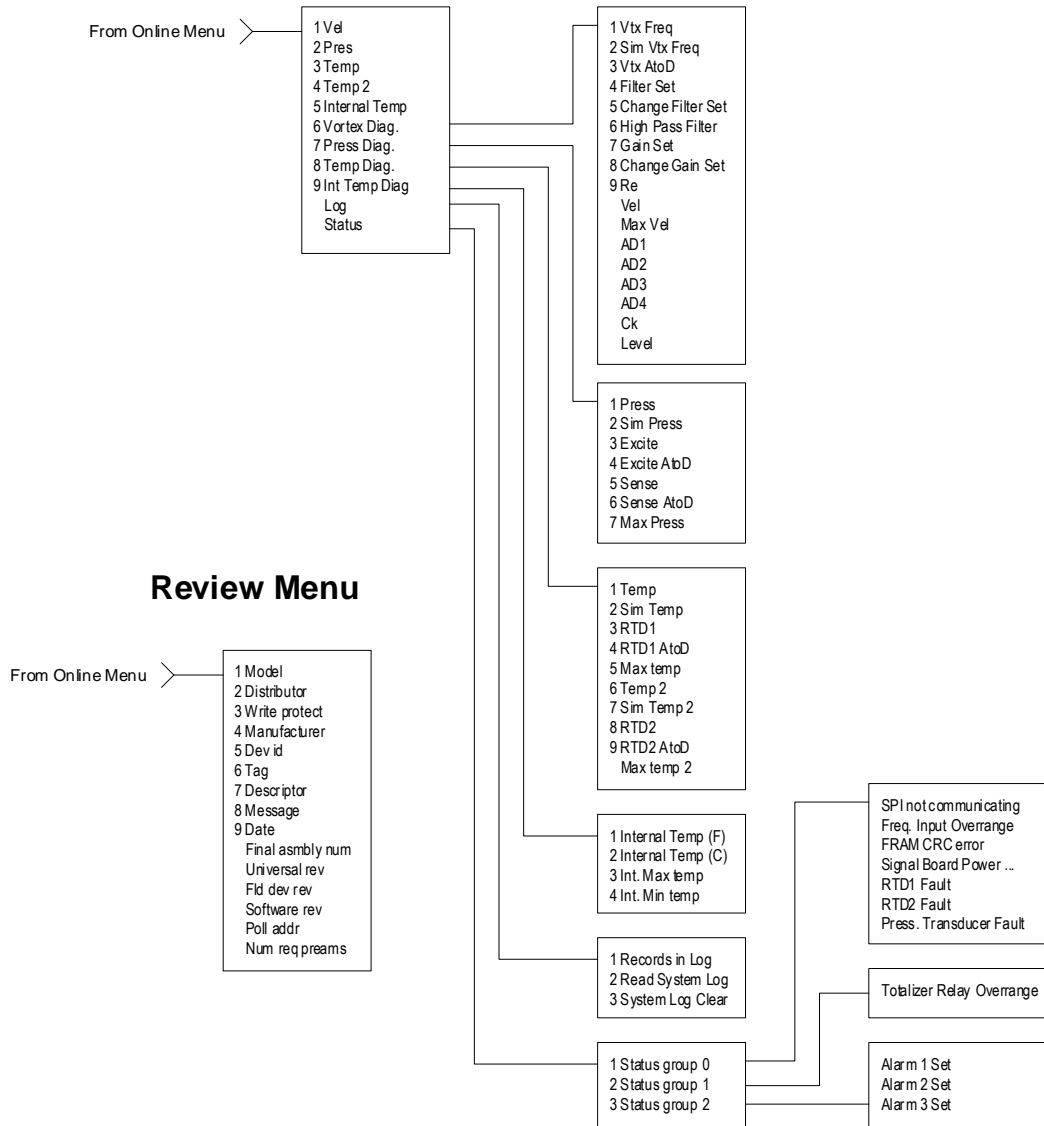 From Online Menu
1 Vel
2 Pres
3 Temp
4 Temp 2
5 Internal Temp
6 Vortex Diag.
7 Press Diag.
8 Temp Diag.
9 Int Temp Diag
Log
Status
1 Vtx Freq
2 Sim Vtx Freq
3 Vtx AtoD
4 Filter Set
5 Change Filter Set
6 High Pass Filter
7 Gain Set
8 Change Gain Set
9 Re
Vel
Max Vel
AD1
AD2
AD3
AD4
Ck
Level
1 Press
2 Sim Press
3 Excite
4 Excite AtoD
5 Sense
6 Sense AtoD
7 Max Press
Review Menu
From Online Menu
1 Model
2 Distributor
3 Write protect
4 Manufacturer
5 Dev id
6 Tag
7 Descriptor
8 Message
9 Date
Final asmbly num
Universal rev
Fld dev rev
Software rev
Poll addr
Num req preams
1 Temp
2 Sim Temp
3 RTD1
4 RTD1 AtoD
5 Max temp
6 Temp 2
7 Sim Temp 2
8 RTD2
9 RTD2 AtoD
Max temp 2
1 Internal Temp (F)
2 Internal Temp (C)
3 Int. Max temp
4 Int. Min temp
1 Records in Log
2 Read System Log
3 System Log Clear
1 Status group 0
2 Status group 1
3 Status group 2
SPI not communicating
Freq. Input Overrange
FRAM CRC error
Signal Board Power ...
RTD1 Fault
RTD2 Fault
Press. Transducer Fault
Totalizer Relay Overrange
Alarm 1 Set
Alarm 2 Set
Alarm 3 Set